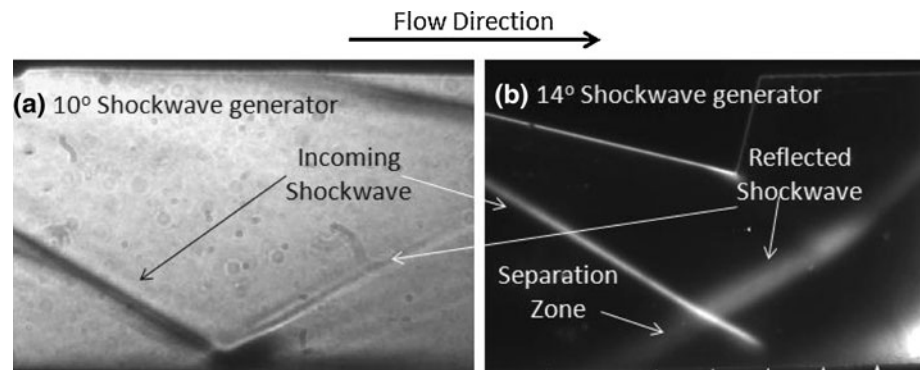 Flow Direction
(a) 10° Shockwave generator
Incoming
Shockwave
(b) 14° Shockwave generator
Reflected
Shockwave
Separation
Zone